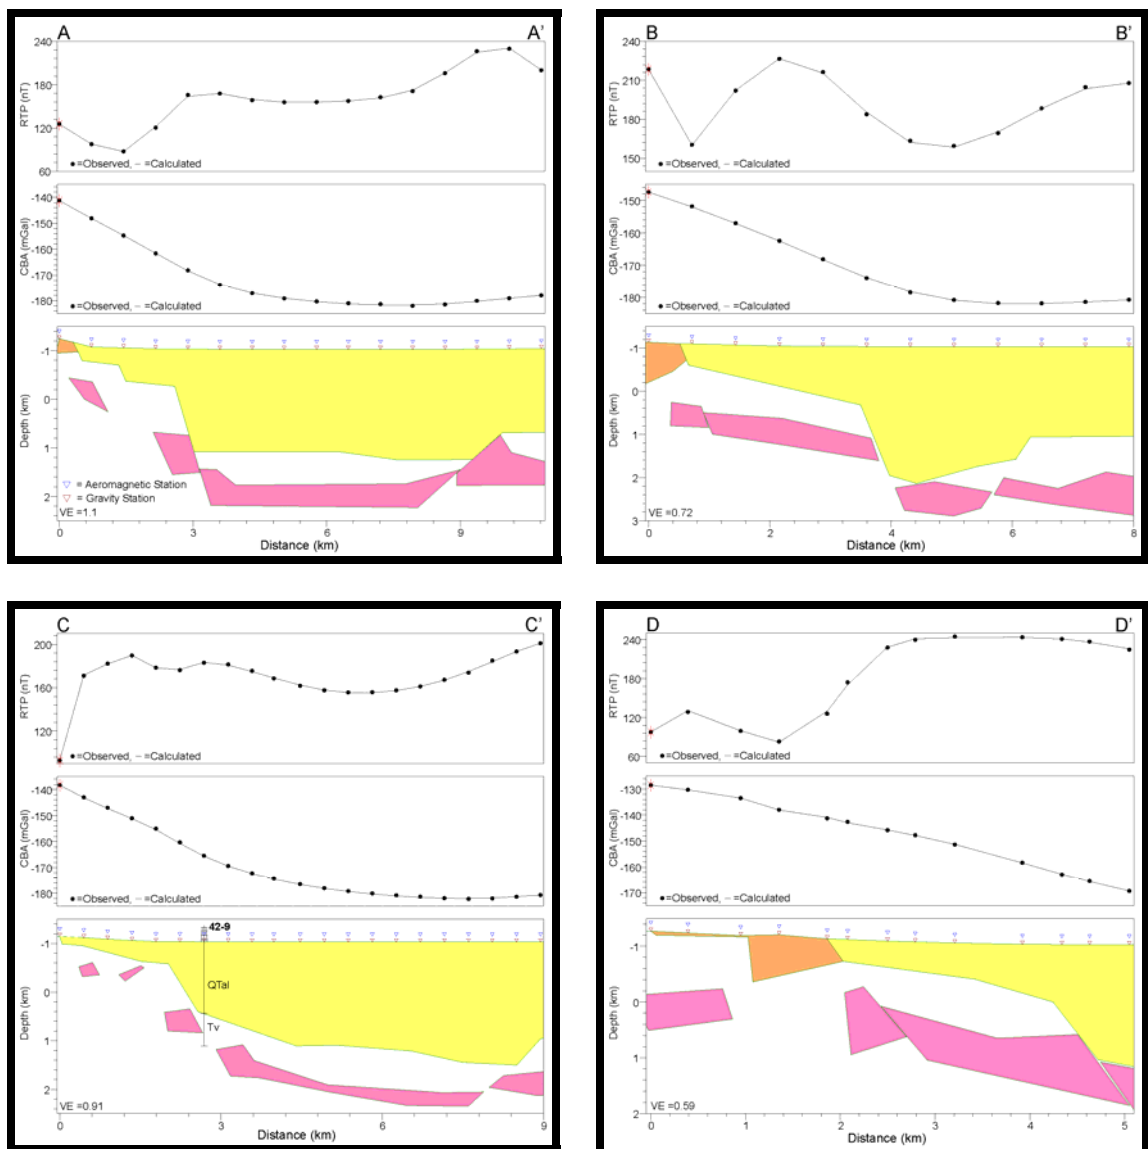 A A'
240
180
120
60
RTP (nT)
•=Observed, –=Calculated
-140
-150
-160
-170
-180
CBA (mGal)
•=Observed, –=Calculated
-1
0
1
2
Depth (km)
▽ = Aeromagnetic Station
▽ = Gravity Station
VE =1.1
0 3 6 9
Distance (km)
B B'
240
210
180
150
RTP (nT)
•=Observed, –=Calculated
-150
-160
-170
-180
CBA (mGal)
•=Observed, –=Calculated
-1
0
1
2
3
Depth (km)
VE =0.72
0 2 4 6 8
Distance (km)
C C'
200
160
120
RTP (nT)
•=Observed, –=Calculated
-140
-150
-160
-170
-180
CBA (mGal)
•=Observed, –=Calculated
42-9
-1
0
1
2
Depth (km)
QTal
Tv
VE=0.91
0 3 6 9
Distance (km)
D D'
240
180
120
60
RTP (nT)
•=Observed, –=Calculated
-130
-140
-150
-160
-170
CBA (mGal)
•=Observed, –=Calculated
-1
0
1
2
Depth (km)
VE=0.59
0 1 2 3 4 5
Distance (km)